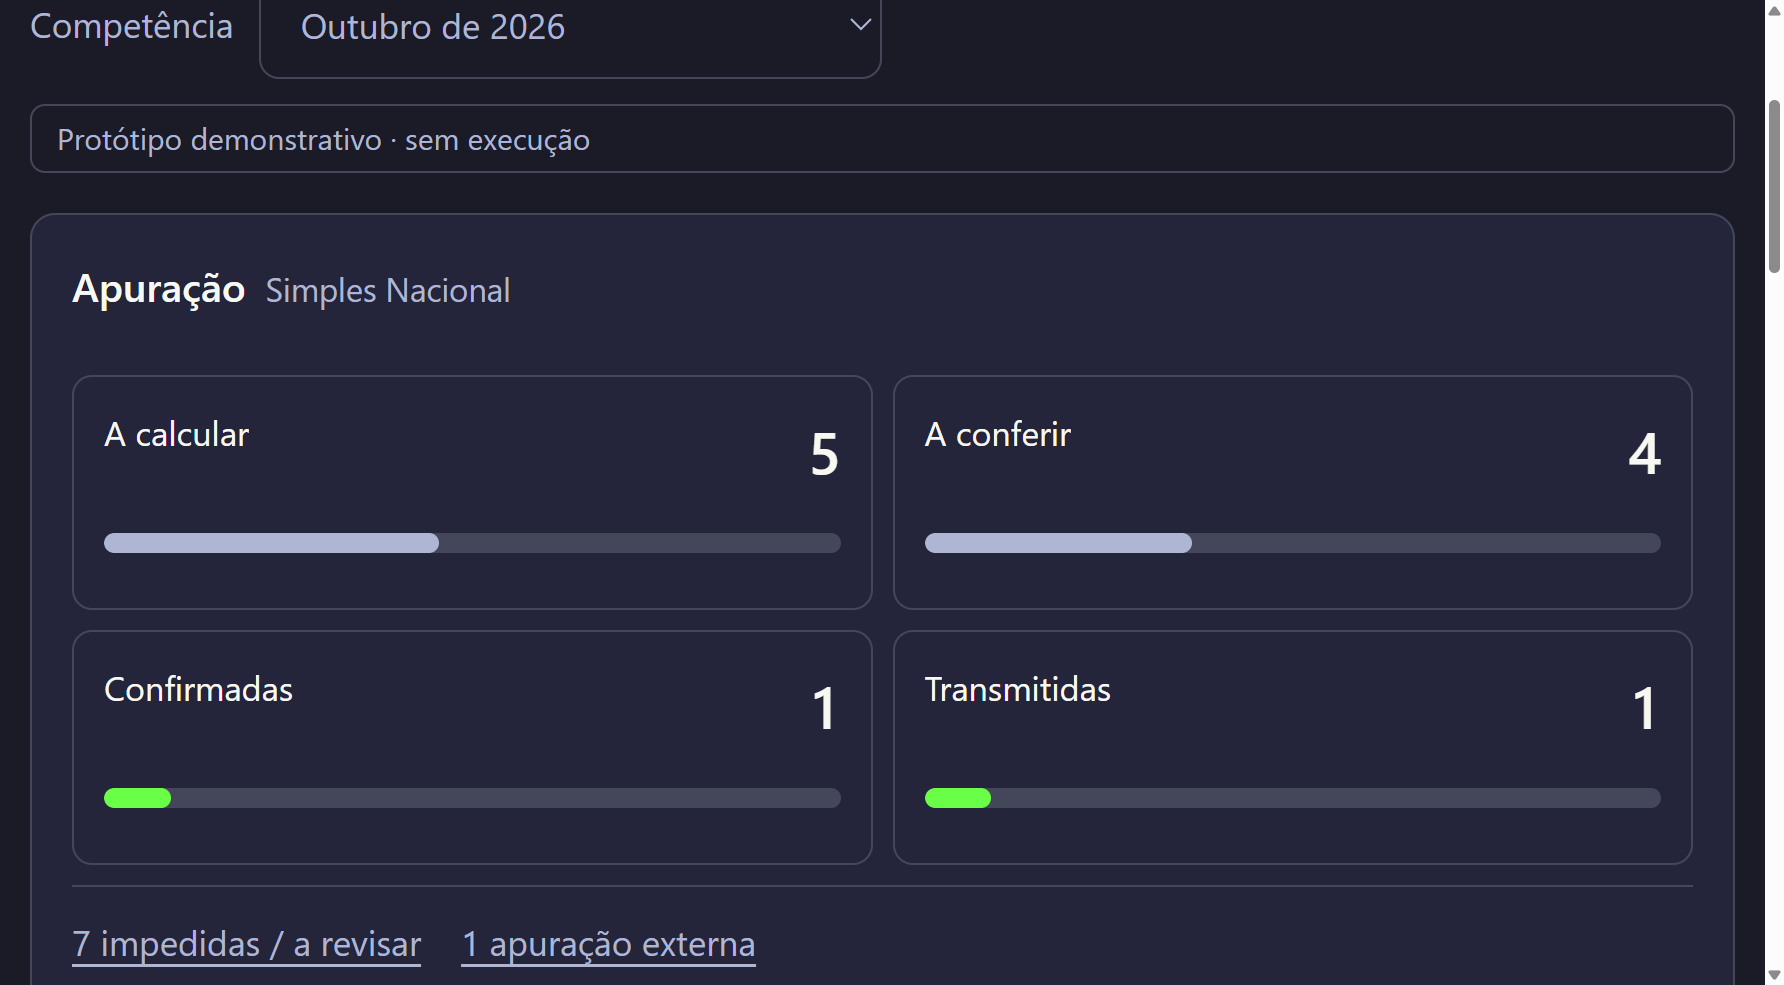 Competência
Outubro de 2026
Protótipo demonstrativo · sem execução
Apuração Simples Nacional
A calcular
5
A conferir
4
Confirmadas
1
Transmitidas
1
7 impedidas / a revisar
1 apuração externa